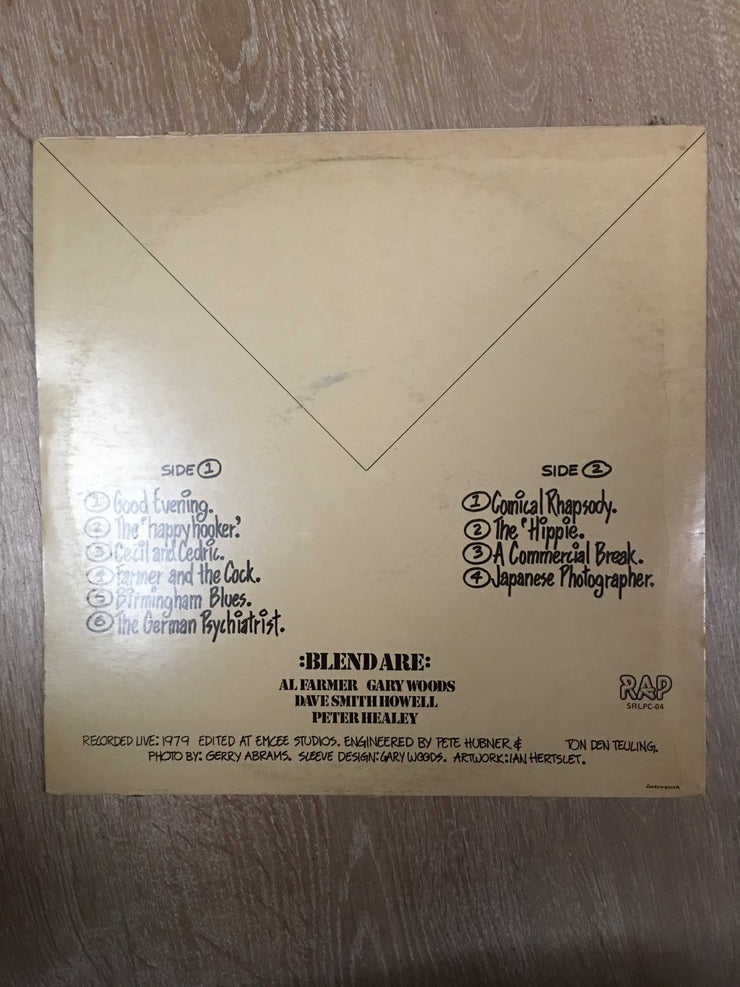 SIDE 1
1 Good Evening.
2 The "happy hooker".
3 Cecil and Cedric.
4 Farmer and the Cock.
5 Birmingham Blues.
6 The German Psychiatrist.
SIDE 2
1 Comical Rhapsody.
2 The "Hippie.
3 A Commercial Break.
4 Japanese Photographer.
:BLEND ARE:
AL FARMER GARY WOODS
DAVE SMITH HOWELL
PETER HEALEY
RAP
SRLPC-04
RECORDED LIVE: 1979 EDITED AT EMCEE STUDIOS. ENGINEERED BY PETE HUBNER, & TON DEN TEULING.
PHOTO BY: GERRY ABRAMS. SLEEVE DESIGN: GARY WOODS. ARTWORK: IAN HERTSLET.